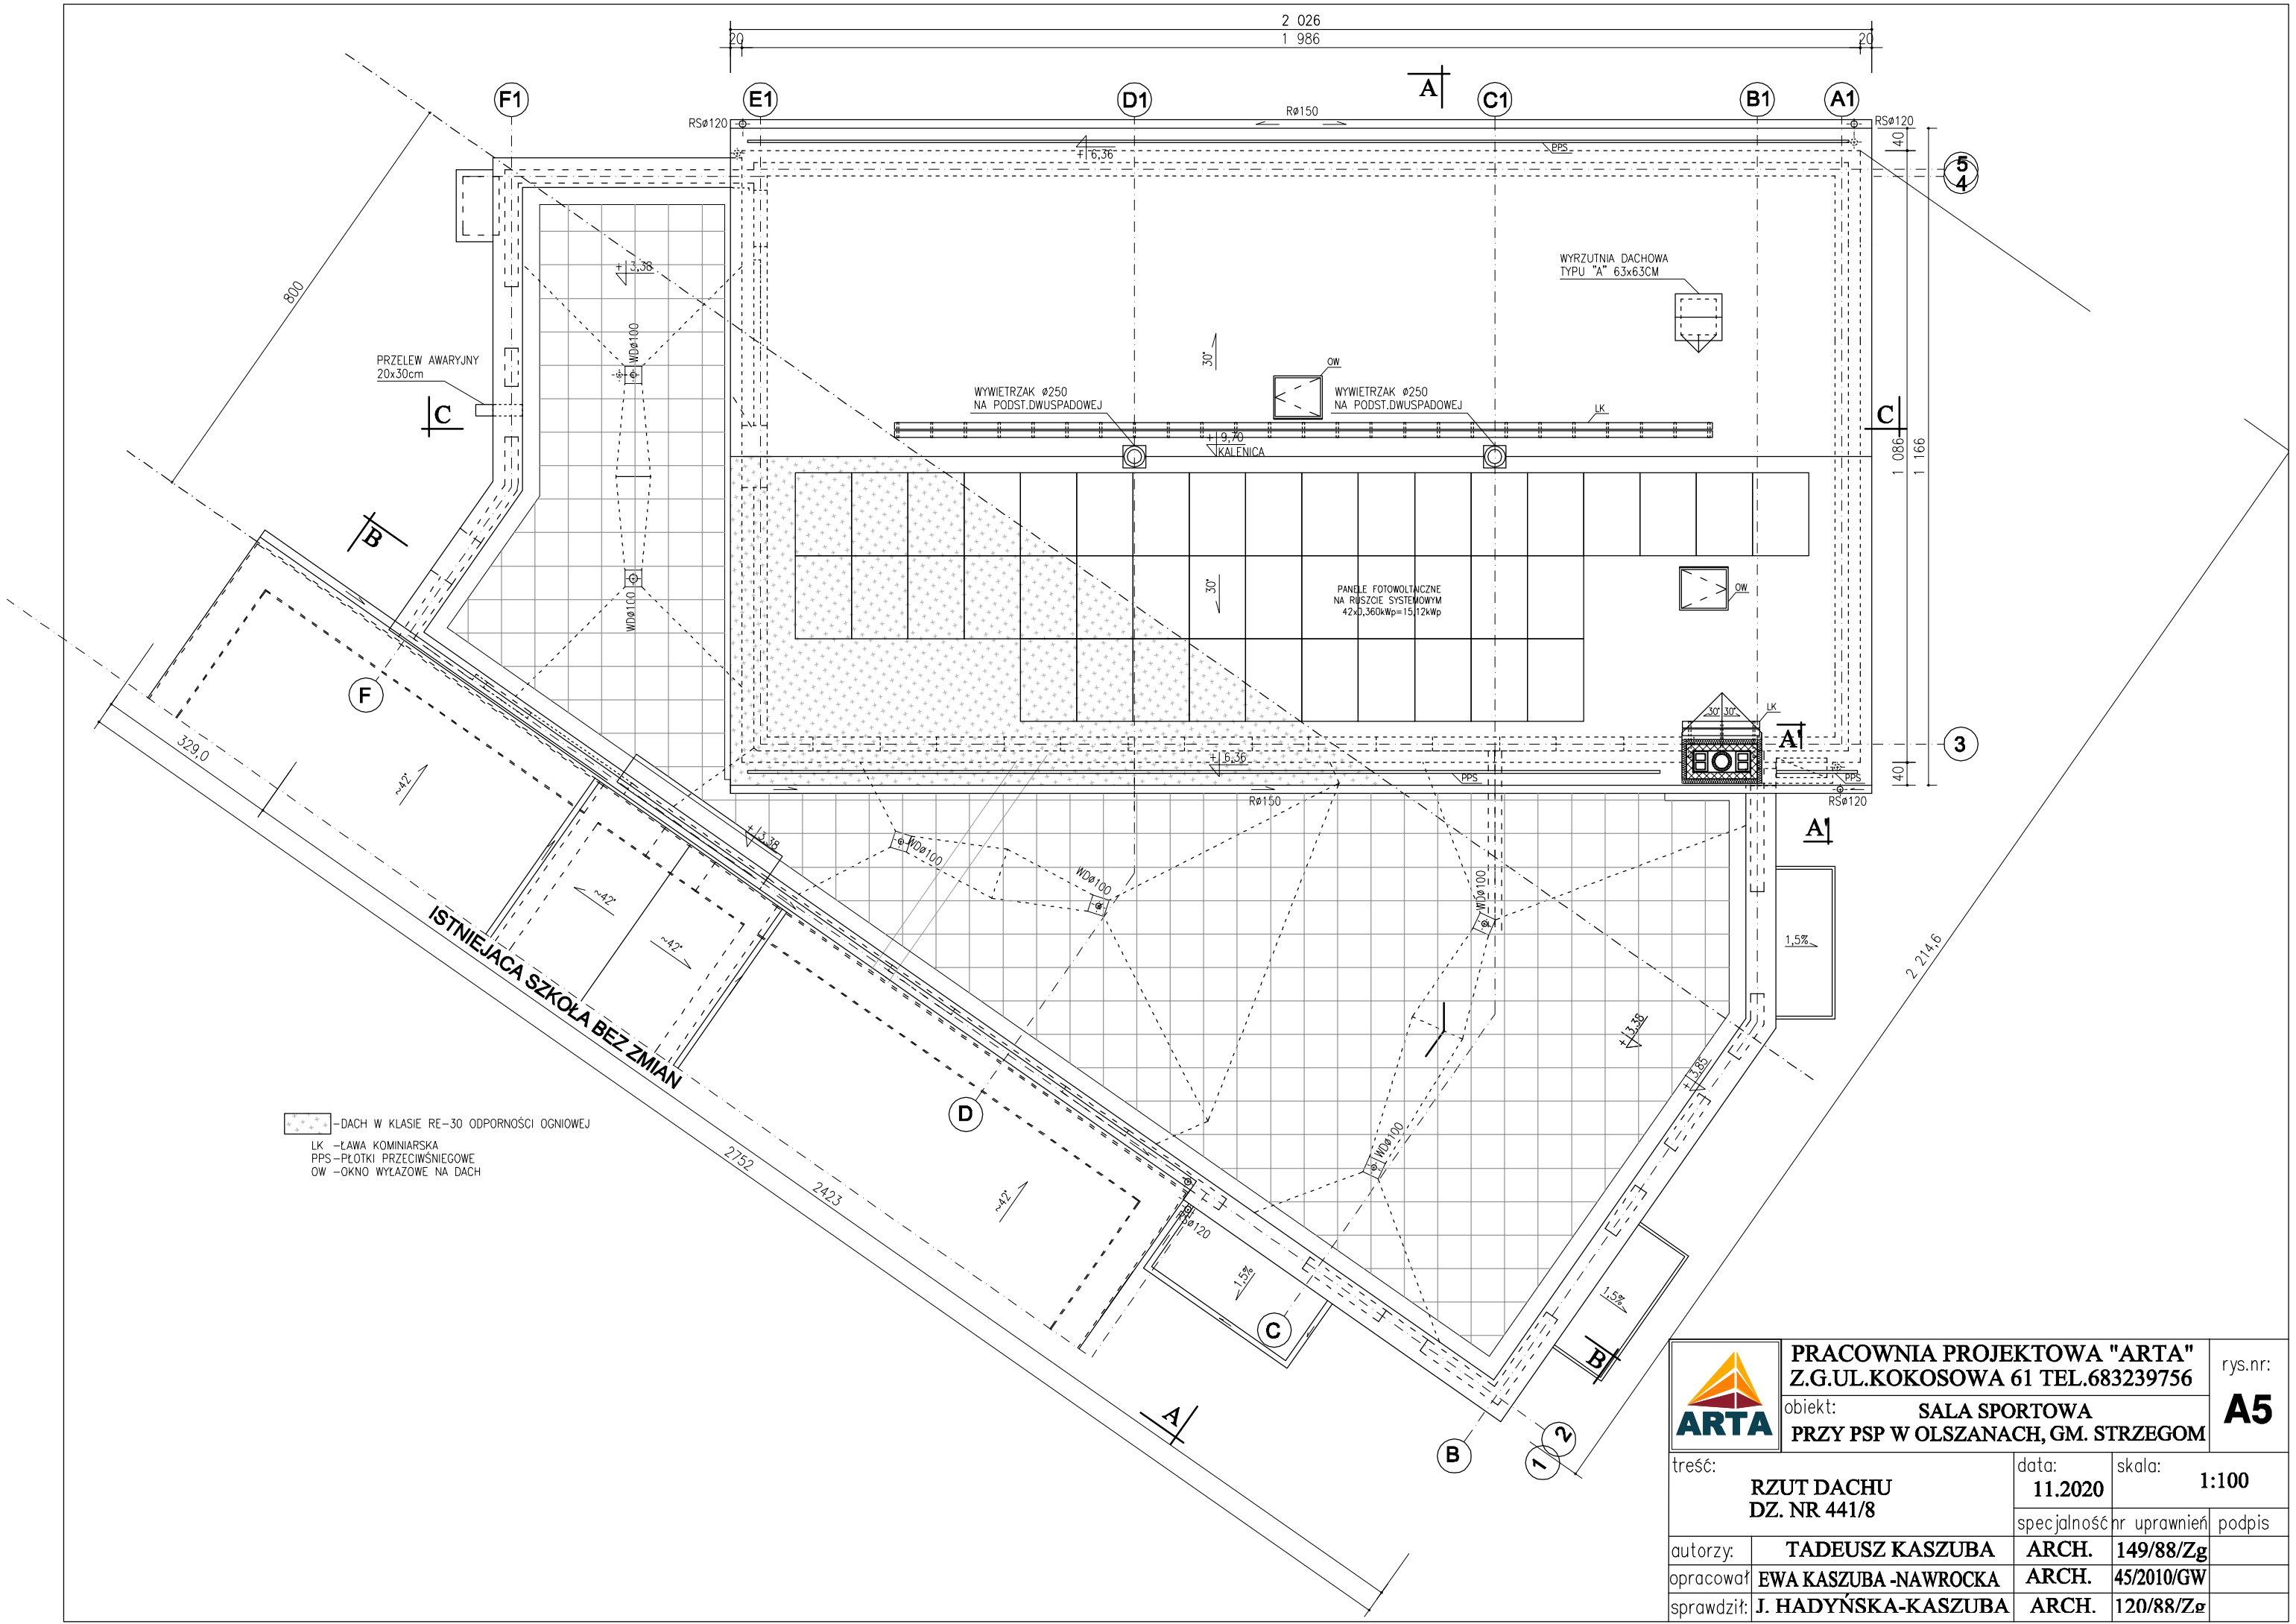 2 026
20
1 986
20
A
F1
E1
D1
C1
B1
A1
RSø120
Rø150
RSø120
+ 6,36
PPS
40
5
4
800
+ 3,38
WYRZUTNIA DACHOWA
TYPU "A" 63x63CM
WDø100
30°
PRZELEW AWARYJNY
20x30cm
OW
WYWIETRZAK ø250
NA PODST.DWUSPADOWEJ
WYWIETRZAK ø250
NA PODST.DWUSPADOWEJ
LK
C
C
+ 9,70
KALENICA
1 086
1 166
B
30°
PANELE FOTOWOLTAICZNE
NA RUSZCIE SYSTEMOWYM
42x0,360kWp=15,12kWp
OW
WDø100
F
30° 30°
LK
A'
3
329,0
~42°
+ 6,36
PPS
PPS
40
Rø150
RSø120
+ 3,38
WDø100
A'
WDø100
WDø100
~42°
~42°
1,5%
2 214,6
ISTNIEJACA SZKOŁA BEZ ZMIAN
+ 3,38
+ 3,85
D
-DACH W KLASIE RE-30 ODPORNOŚCI OGNIOWEJ
LK -ŁAWA KOMINIARSKA
PPS-PŁOTKI PRZECIWŚNIEGOWE
OW -OKNO WYŁAZOWE NA DACH
WDø100
2752
2423
~42°
RSø120
1,5%
1,5%
C
B
A
B
1
2
ARTA
PRACOWNIA PROJEKTOWA "ARTA"
Z.G.UL.KOKOSOWA 61 TEL.683239756
rys.nr:
A5
obiekt:
SALA SPORTOWA
PRZY PSP W OLSZANACH, GM. STRZEGOM
treść:
RZUT DACHU
DZ. NR 441/8
data:
11.2020
skala:
1:100
specjalność nr uprawnień podpis
autorzy: TADEUSZ KASZUBA ARCH. 149/88/Zg
opracował EWA KASZUBA -NAWROCKA ARCH. 45/2010/GW
sprawdził: J. HADYŃSKA-KASZUBA ARCH. 120/88/Zg